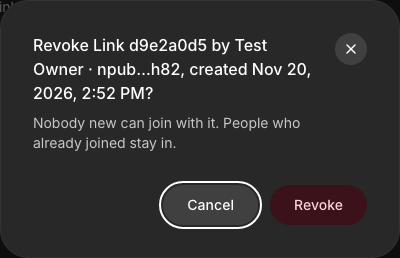 Revoke Link d9e2a0d5 by Test
Owner · npub…h82, created Nov 20,
2026, 2:52 PM?
Nobody new can join with it. People who
already joined stay in.
Cancel
Revoke